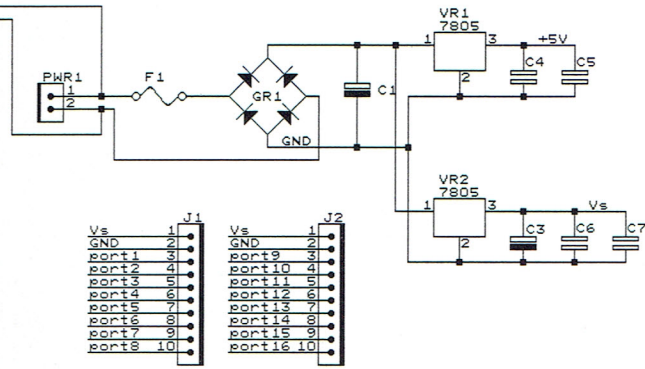 VR1
7805
1 3 +5V
2
C4 C5
PWR1
1
2
F1
GR1
GND
C1
VR2
7805
1 3 Vs
2
C3 C6 C7
J1
Vs 1
GND 2
port1 3
port2 4
port3 5
port4 6
port5 7
port6 8
port7 9
port8 10
J2
Vs 1
GND 2
port9 3
port10 4
port11 5
port12 6
port13 7
port14 8
port15 9
port16 10